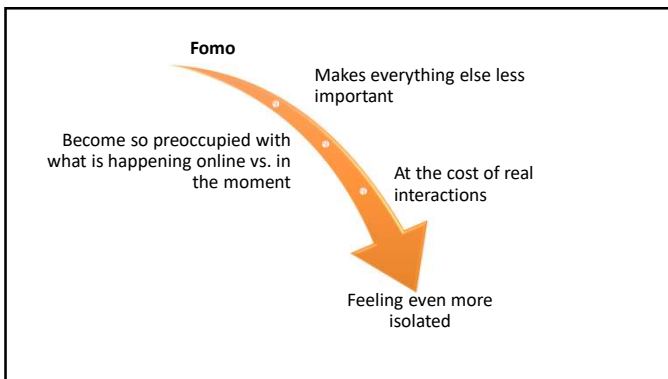 Fomo
Makes everything else less
important
Become so preoccupied with
what is happening online vs. in
the moment
At the cost of real
interactions
Feeling even more
isolated